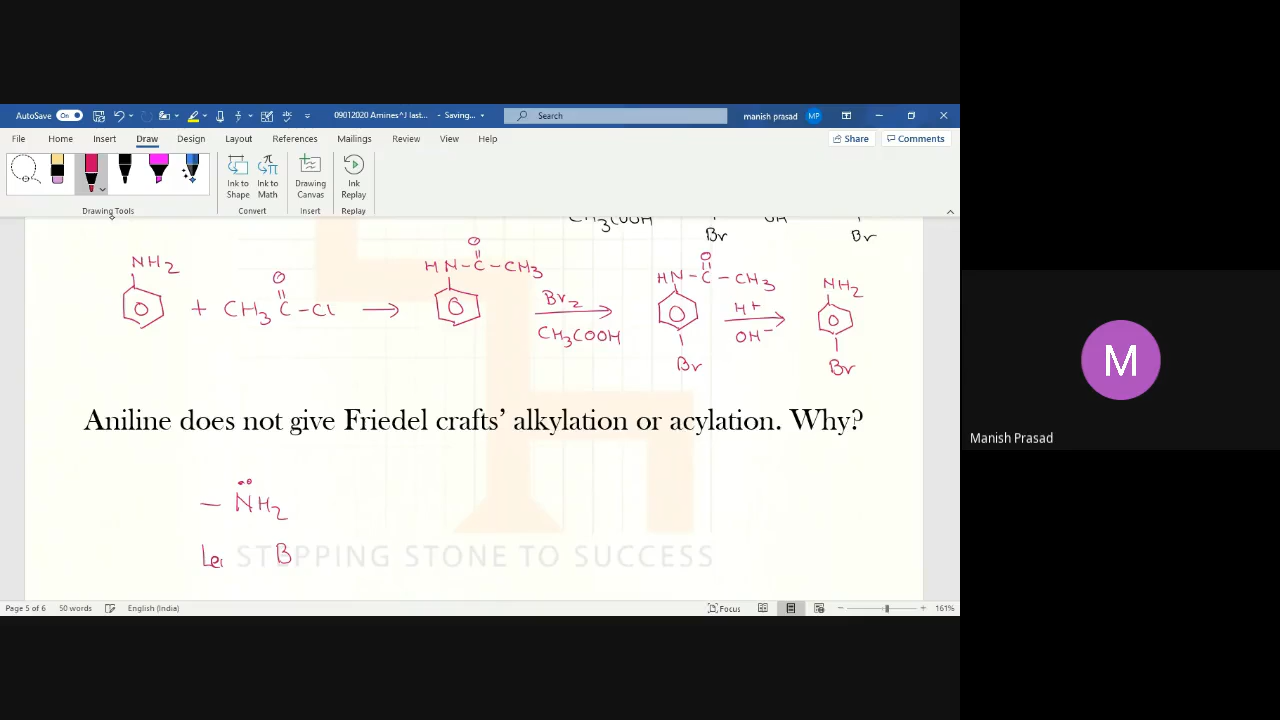 AutoSave On 09012020 Amines^J last... - Saving... Search manish prasad MP
File Home Insert Draw Design Layout References Mailings Review View Help Share Comments
Ink to Shape Ink to Math Drawing Canvas Ink Replay
Drawing Tools Convert Insert Replay
CH3COOH Br OH Br
NH2 + CH3 C O -Cl → HN-C O -CH3 Br2 CH3COOH → HN-C O -CH3 Br H+ OH- → NH2 Br
Aniline does not give Friedel crafts’ alkylation or acylation. Why?
- NH2
Le B
STEPPING STONE TO SUCCESS
Page 5 of 6 50 words English (India) Focus 161%
M
Manish Prasad